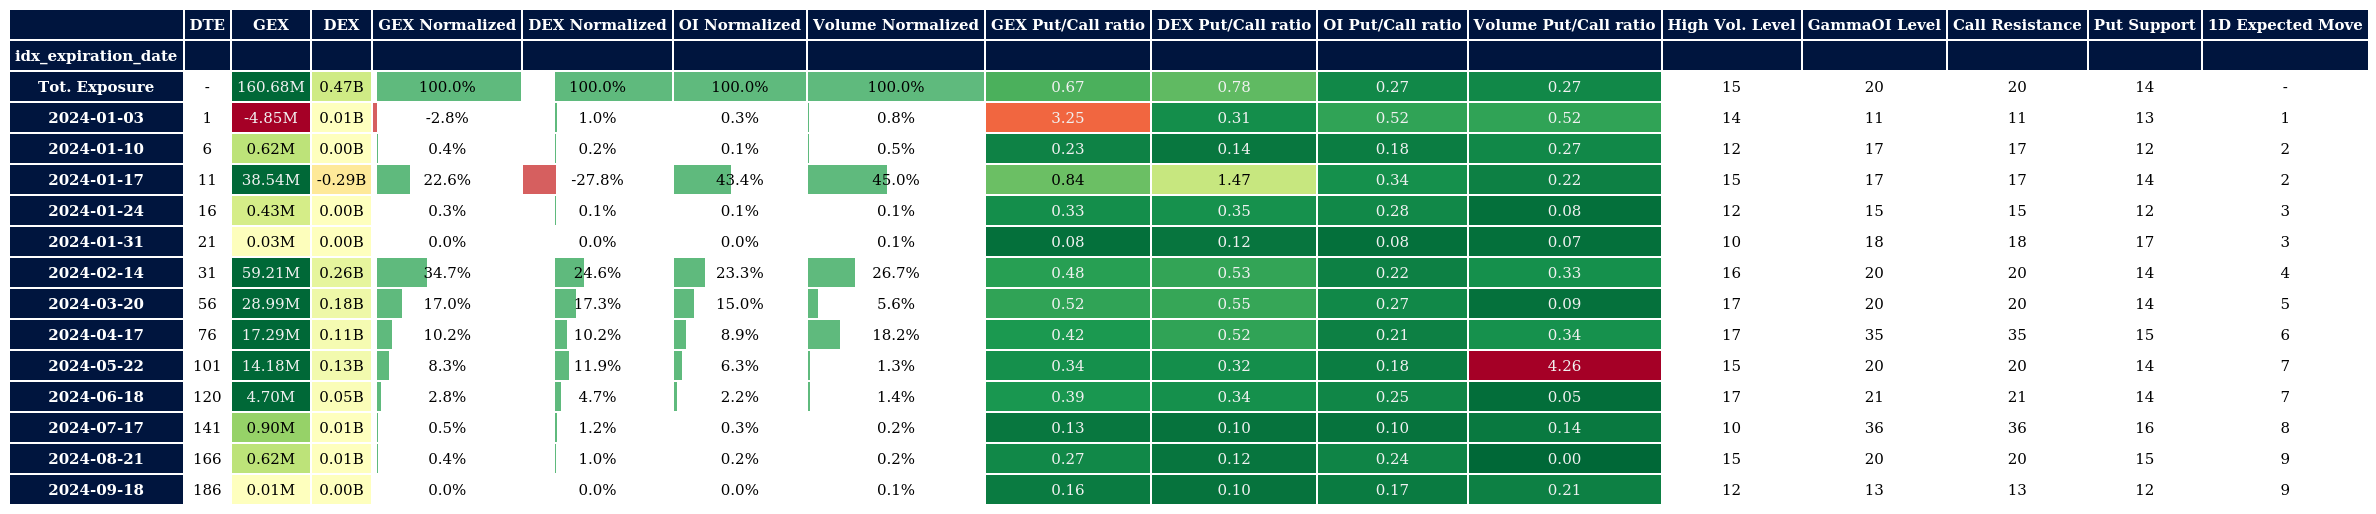 DTE GEX DEX GEX Normalized DEX Normalized OI Normalized Volume Normalized GEX Put/Call ratio DEX Put/Call ratio OI Put/Call ratio Volume Put/Call ratio High Vol. Level GammaOI Level Call Resistance Put Support 1D Expected Move
idx_expiration_date
Tot. Exposure - 160.68M 0.47B 100.0% 100.0% 100.0% 100.0% 0.67 0.78 0.27 0.27 15 20 20 14 -
2024-01-03 1 -4.85M 0.01B -2.8% 1.0% 0.3% 0.8% 3.25 0.31 0.52 0.52 14 11 11 13 1
2024-01-10 6 0.62M 0.00B 0.4% 0.2% 0.1% 0.5% 0.23 0.14 0.18 0.27 12 17 17 12 2
2024-01-17 11 38.54M -0.29B 22.6% -27.8% 43.4% 45.0% 0.84 1.47 0.34 0.22 15 17 17 14 2
2024-01-24 16 0.43M 0.00B 0.3% 0.1% 0.1% 0.1% 0.33 0.35 0.28 0.08 12 15 15 12 3
2024-01-31 21 0.03M 0.00B 0.0% 0.0% 0.0% 0.1% 0.08 0.12 0.08 0.07 10 18 18 17 3
2024-02-14 31 59.21M 0.26B 34.7% 24.6% 23.3% 26.7% 0.48 0.53 0.22 0.33 16 20 20 14 4
2024-03-20 56 28.99M 0.18B 17.0% 17.3% 15.0% 5.6% 0.52 0.55 0.27 0.09 17 20 20 14 5
2024-04-17 76 17.29M 0.11B 10.2% 10.2% 8.9% 18.2% 0.42 0.52 0.21 0.34 17 35 35 15 6
2024-05-22 101 14.18M 0.13B 8.3% 11.9% 6.3% 1.3% 0.34 0.32 0.18 4.26 15 20 20 14 7
2024-06-18 120 4.70M 0.05B 2.8% 4.7% 2.2% 1.4% 0.39 0.34 0.25 0.05 17 21 21 14 7
2024-07-17 141 0.90M 0.01B 0.5% 1.2% 0.3% 0.2% 0.13 0.10 0.10 0.14 10 36 36 16 8
2024-08-21 166 0.62M 0.01B 0.4% 1.0% 0.2% 0.2% 0.27 0.12 0.24 0.00 15 20 20 15 9
2024-09-18 186 0.01M 0.00B 0.0% 0.0% 0.0% 0.1% 0.16 0.10 0.17 0.21 12 13 13 12 9